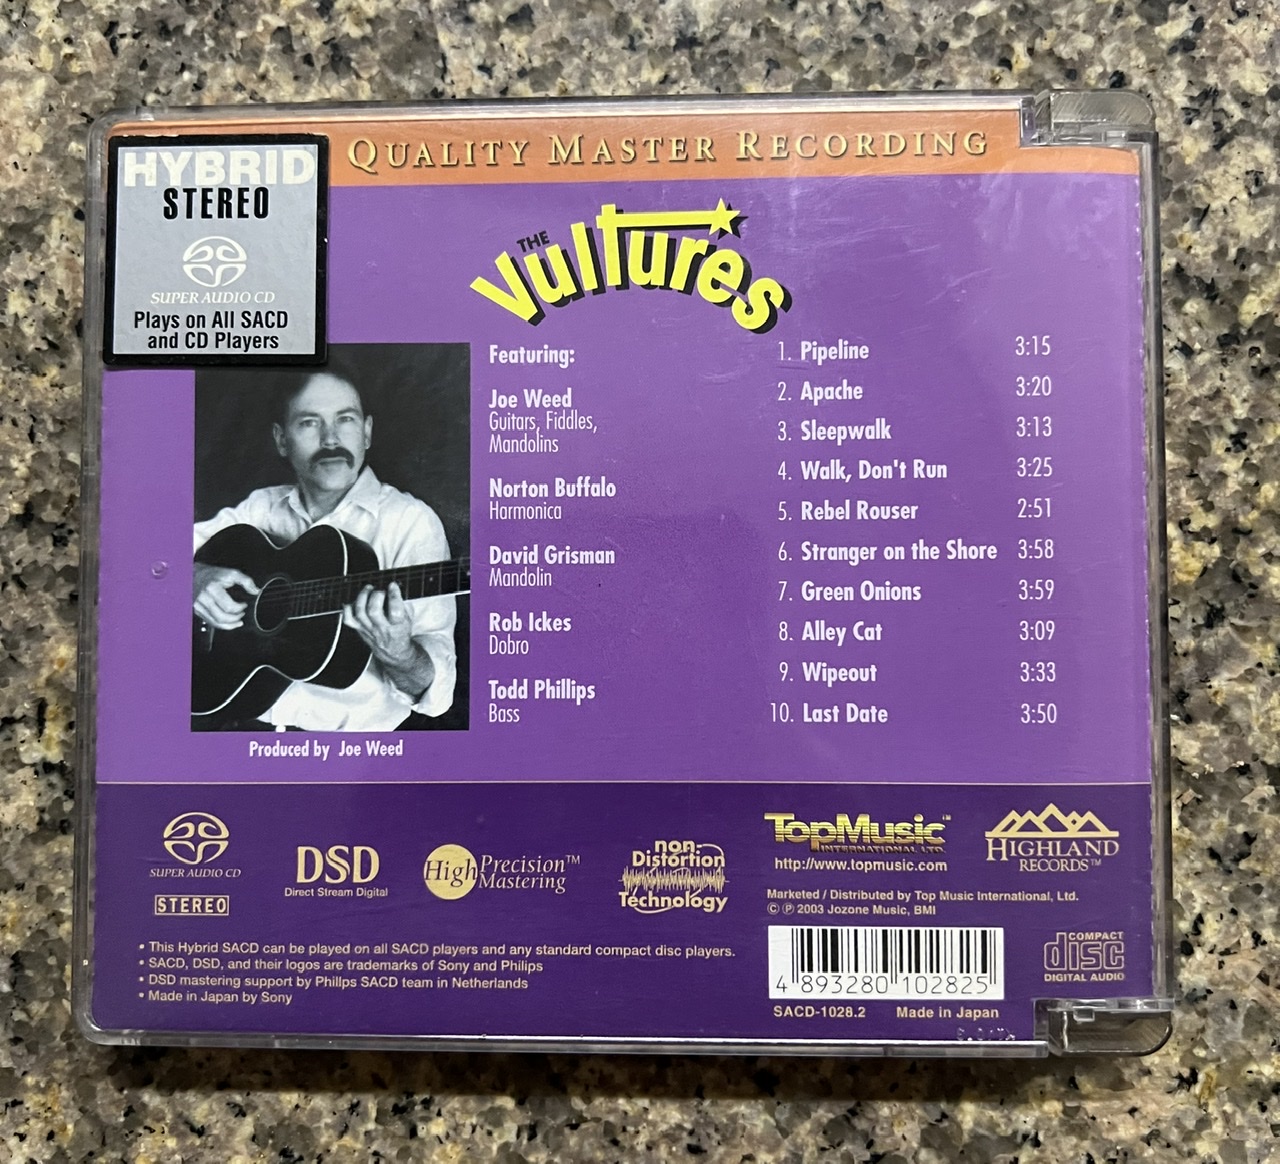 QUALITY MASTER RECORDING
HYBRID
STEREO
SUPER AUDIO CD
Plays on All SACD
and CD Players
THE
Vultures
Featuring:
Joe Weed
Guitars, Fiddles,
Mandolins
Norton Buffalo
Harmonica
David Grisman
Mandolin
Rob Ickes
Dobro
Todd Phillips
Bass
1. Pipeline 3:15
2. Apache 3:20
3. Sleepwalk 3:13
4. Walk, Don't Run 3:25
5. Rebel Rouser 2:51
6. Stranger on the Shore 3:58
7. Green Onions 3:59
8. Alley Cat 3:09
9. Wipeout 3:33
10. Last Date 3:50
Produced by Joe Weed
SUPER AUDIO CD
STEREO
DSD
Direct Stream Digital
High Precision™
Mastering
non-
Distortion
Technology
TopMusic™
INTERNATIONAL LTD.
http://www.topmusic.com
HIGHLAND
RECORDS™
Marketed / Distributed by Top Music International, Ltd.
© ℗ 2003 Jozone Music, BMI
• This Hybrid SACD can be played on all SACD players and any standard compact disc players.
• SACD, DSD, and their logos are trademarks of Sony and Philips
• DSD mastering support by Phillps SACD team in Netherlands
• Made in Japan by Sony
4 893280 102825
SACD-1028.2 Made in Japan
COMPACT
disc
DIGITAL AUDIO